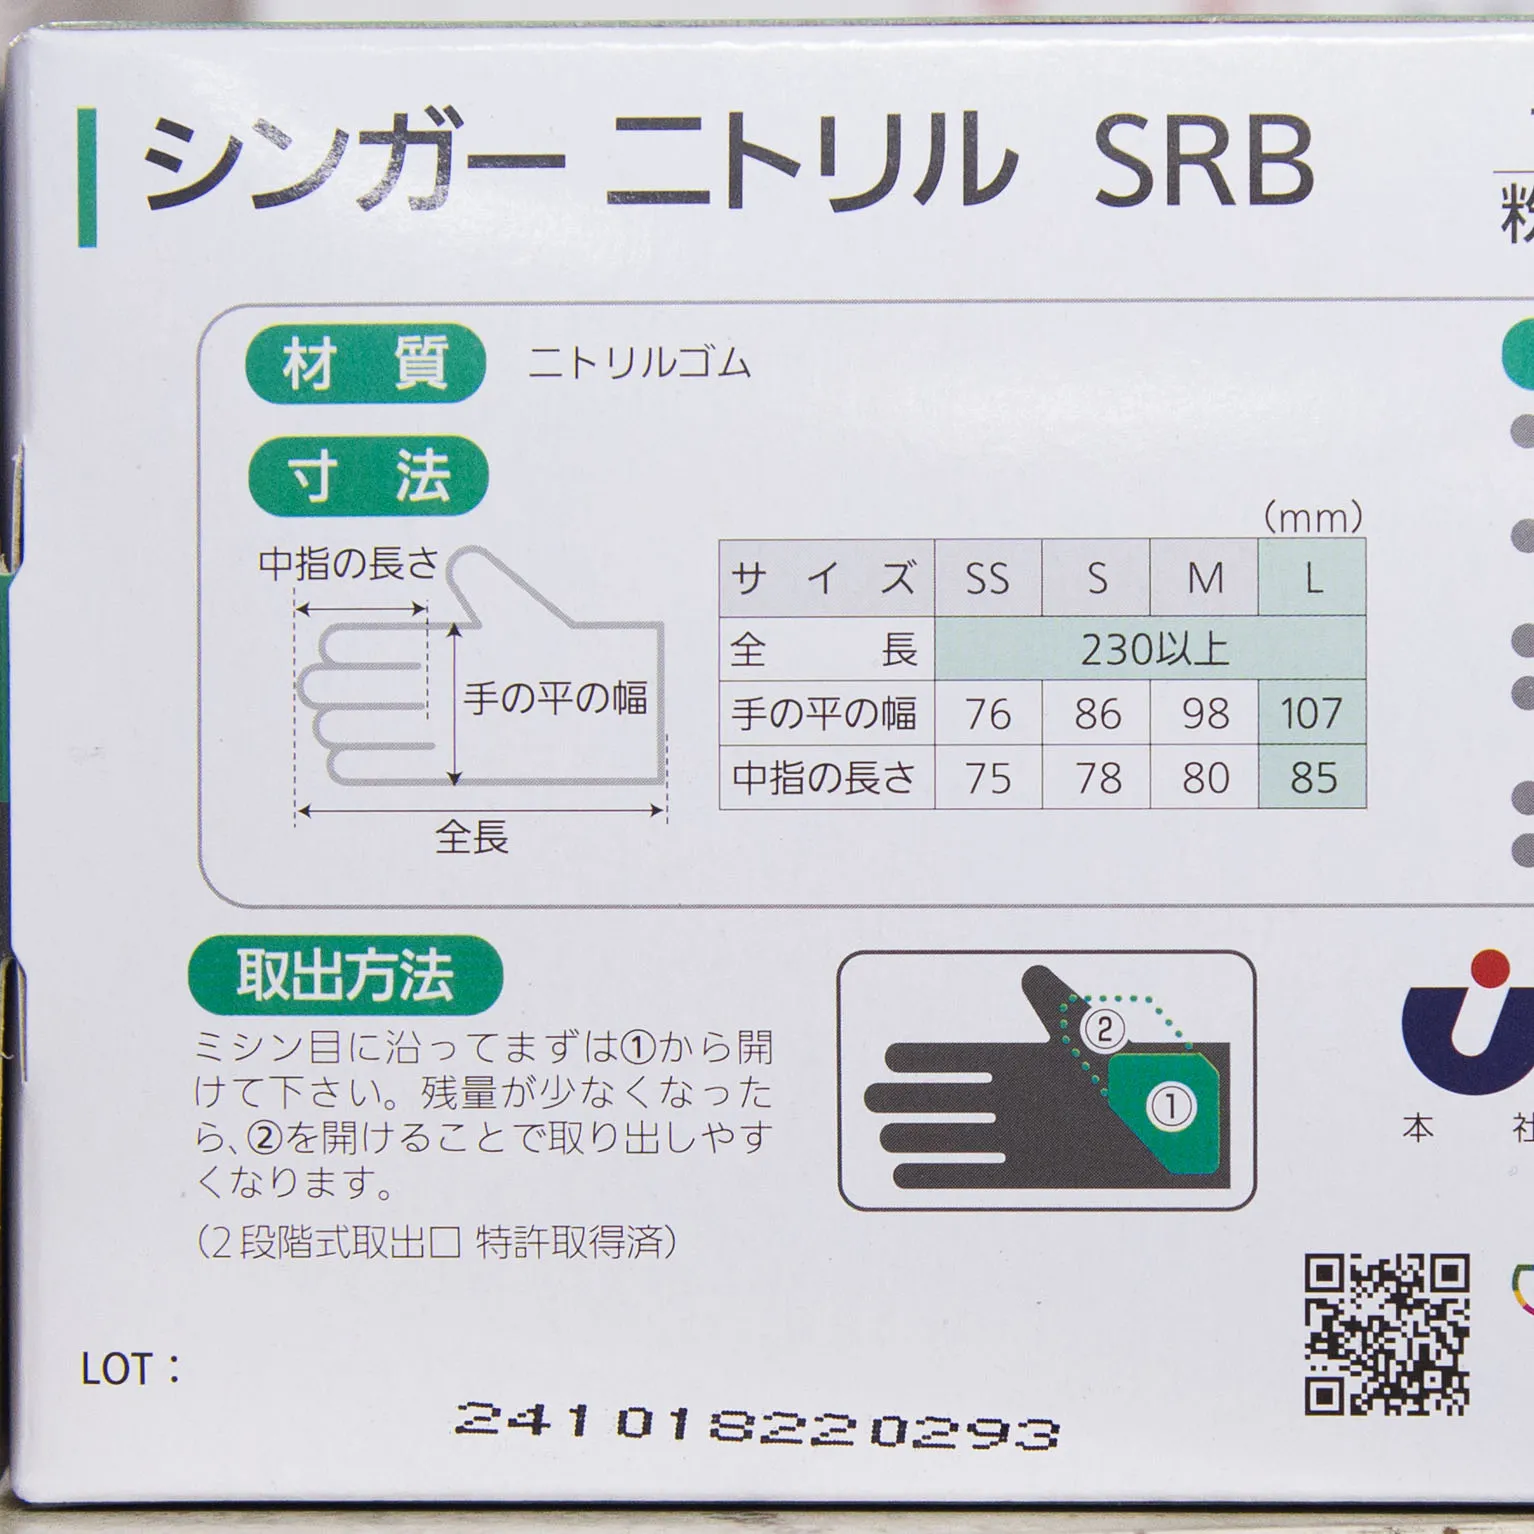 シンガー ニトリル SRB
粉
材 質 ニトリルゴム
寸 法
(mm)
中指の長さ
手の平の幅
全長
サ イ ズ SS S M L
全 長 230以上
手の平の幅 76 86 98 107
中指の長さ 75 78 80 85
取出方法
ミシン目に沿ってまずは①から開
けて下さい。残量が少なくなった
ら、②を開けることで取り出しやす
くなります。
(2段階式取出口 特許取得済)
②
①
本 社
LOT：
241018220293